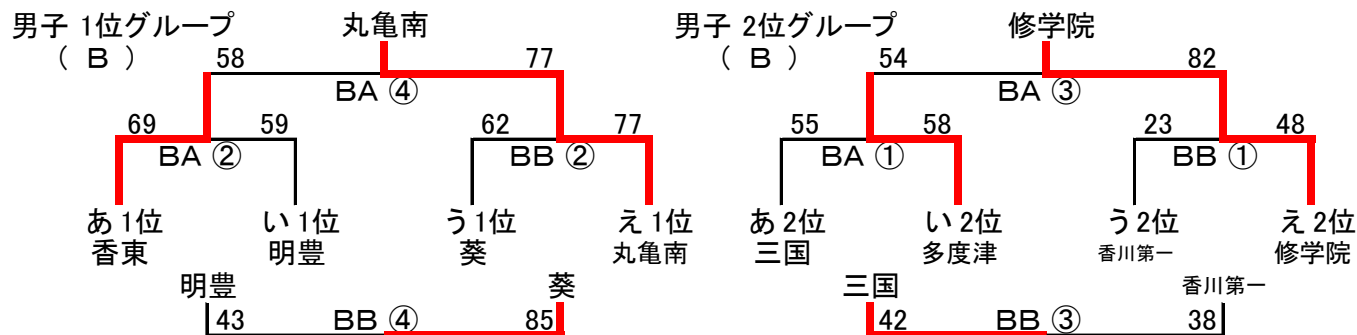 男子 1位グループ
( B )
丸亀南
58 77
BA ④
69 59 62 77
BA ② BB ②
あ 1位 い 1位 う 1位 え 1位
香東 明豊 葵 丸亀南
明豊 葵
43 BB ④ 85
男子 2位グループ
( B )
修学院
54 82
BA ③
55 58 23 48
BA ① BB ①
あ 2位 い 2位 う 2位 え 2位
三国 多度津 香川第一 修学院
三国 香川第一
42 BB ③ 38